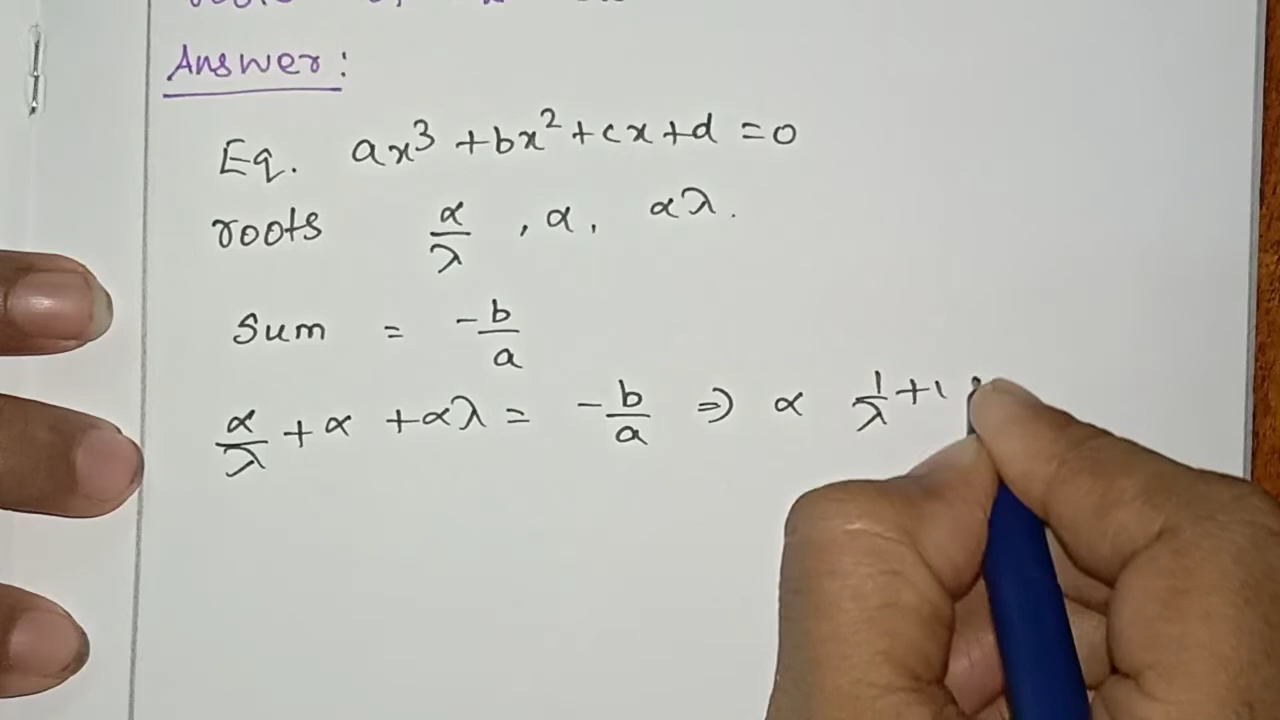 Answer:
Eq. ax³ +bx² +cx +d =0
roots α/λ , α, αλ.
Sum = -b/a
α/λ + α +αλ = -b/a ⇒ α 1/λ +1